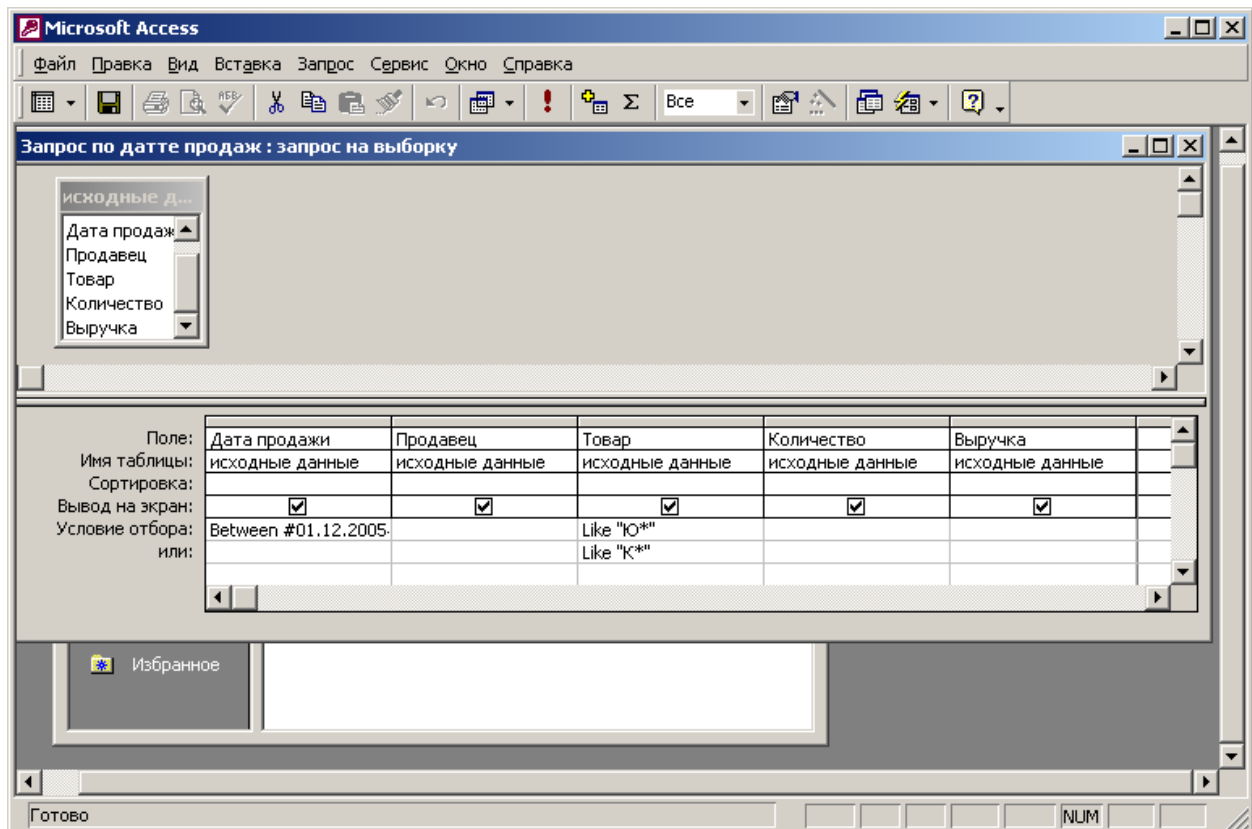 Microsoft Access
Файл Правка Вид Вставка Запрос Сервис Окно Справка
Все
Запрос по датте продаж : запрос на выборку
исходные д...
Дата продаж
Продавец
Товар
Количество
Выручка
Поле: Дата продажи Продавец Товар Количество Выручка
Имя таблицы: исходные данные исходные данные исходные данные исходные данные исходные данные
Сортировка:
Вывод на экран:
Условие отбора: Between #01.12.2005 Like "Ю*"
или: Like "К*"
Избранное
Готово NUM